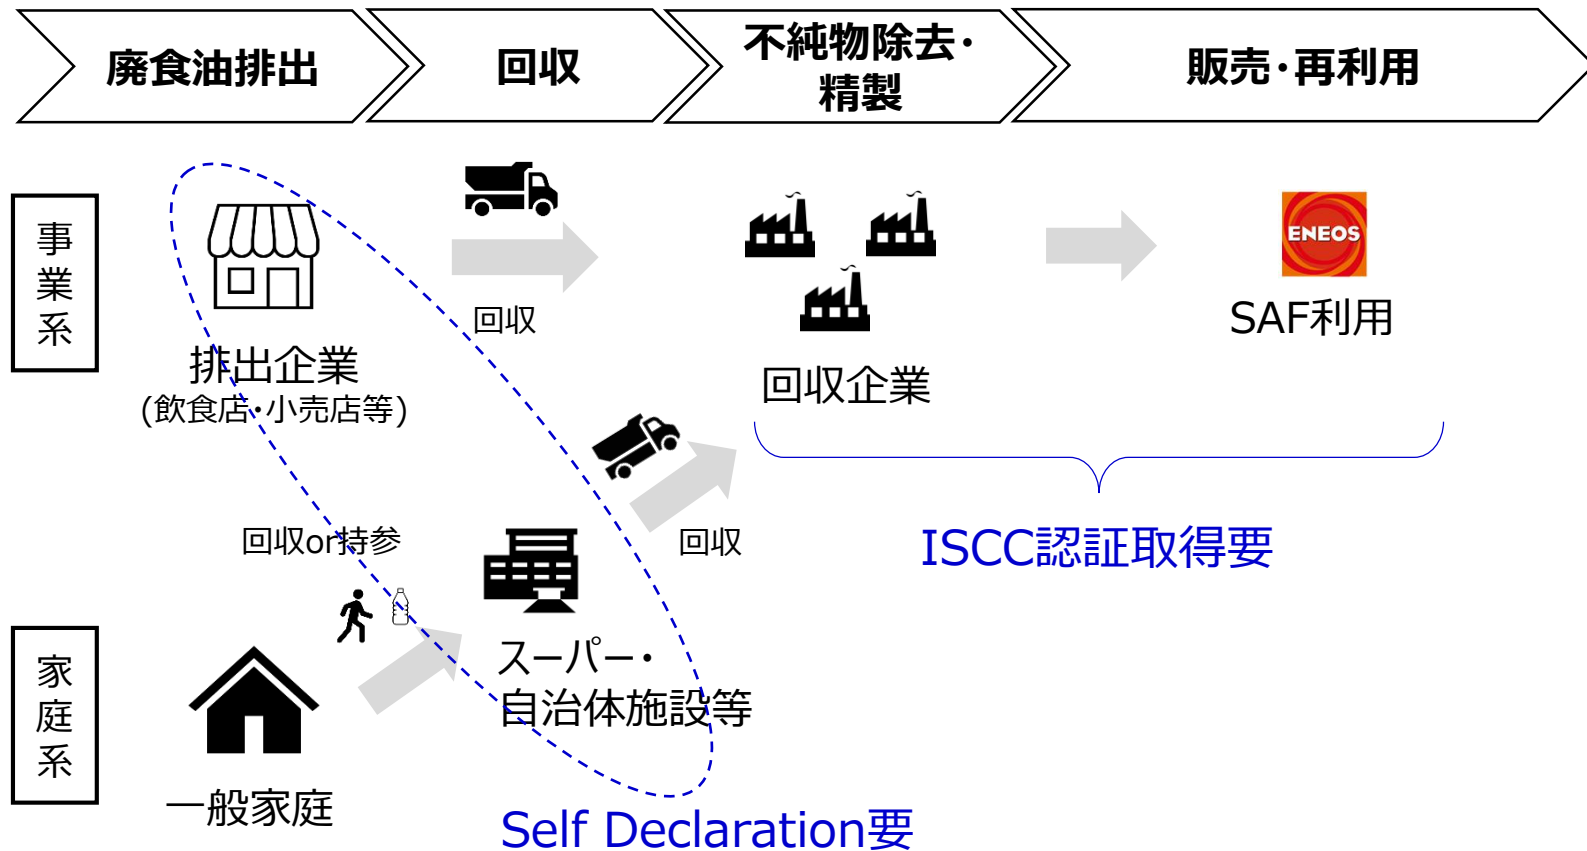 廃食油排出
回収
不純物除去・
精製
販売・再利用
事業系
排出企業
(飲食店・小売店等)
回収
回収企業
ENEOS
SAF利用
ISCC認証取得要
家庭系
一般家庭
回収or持参
スーパー・
自治体施設等
回収
Self Declaration要